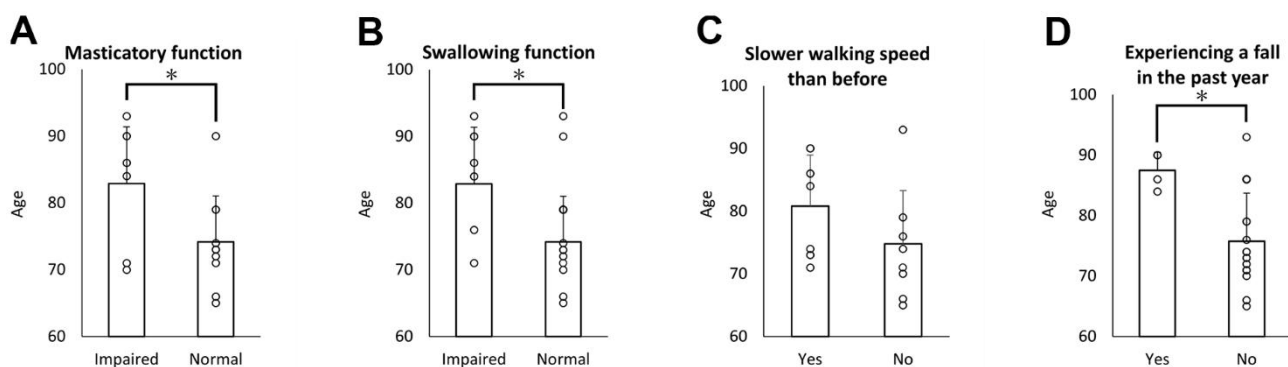 A
Masticatory function
*
100
90
80
70
60
Age
Impaired Normal
B
Swallowing function
*
100
90
80
70
60
Age
Impaired Normal
C
Slower walking speed
than before
100
90
80
70
60
Age
Yes No
D
Experiencing a fall
in the past year
*
100
90
80
70
60
Age
Yes No